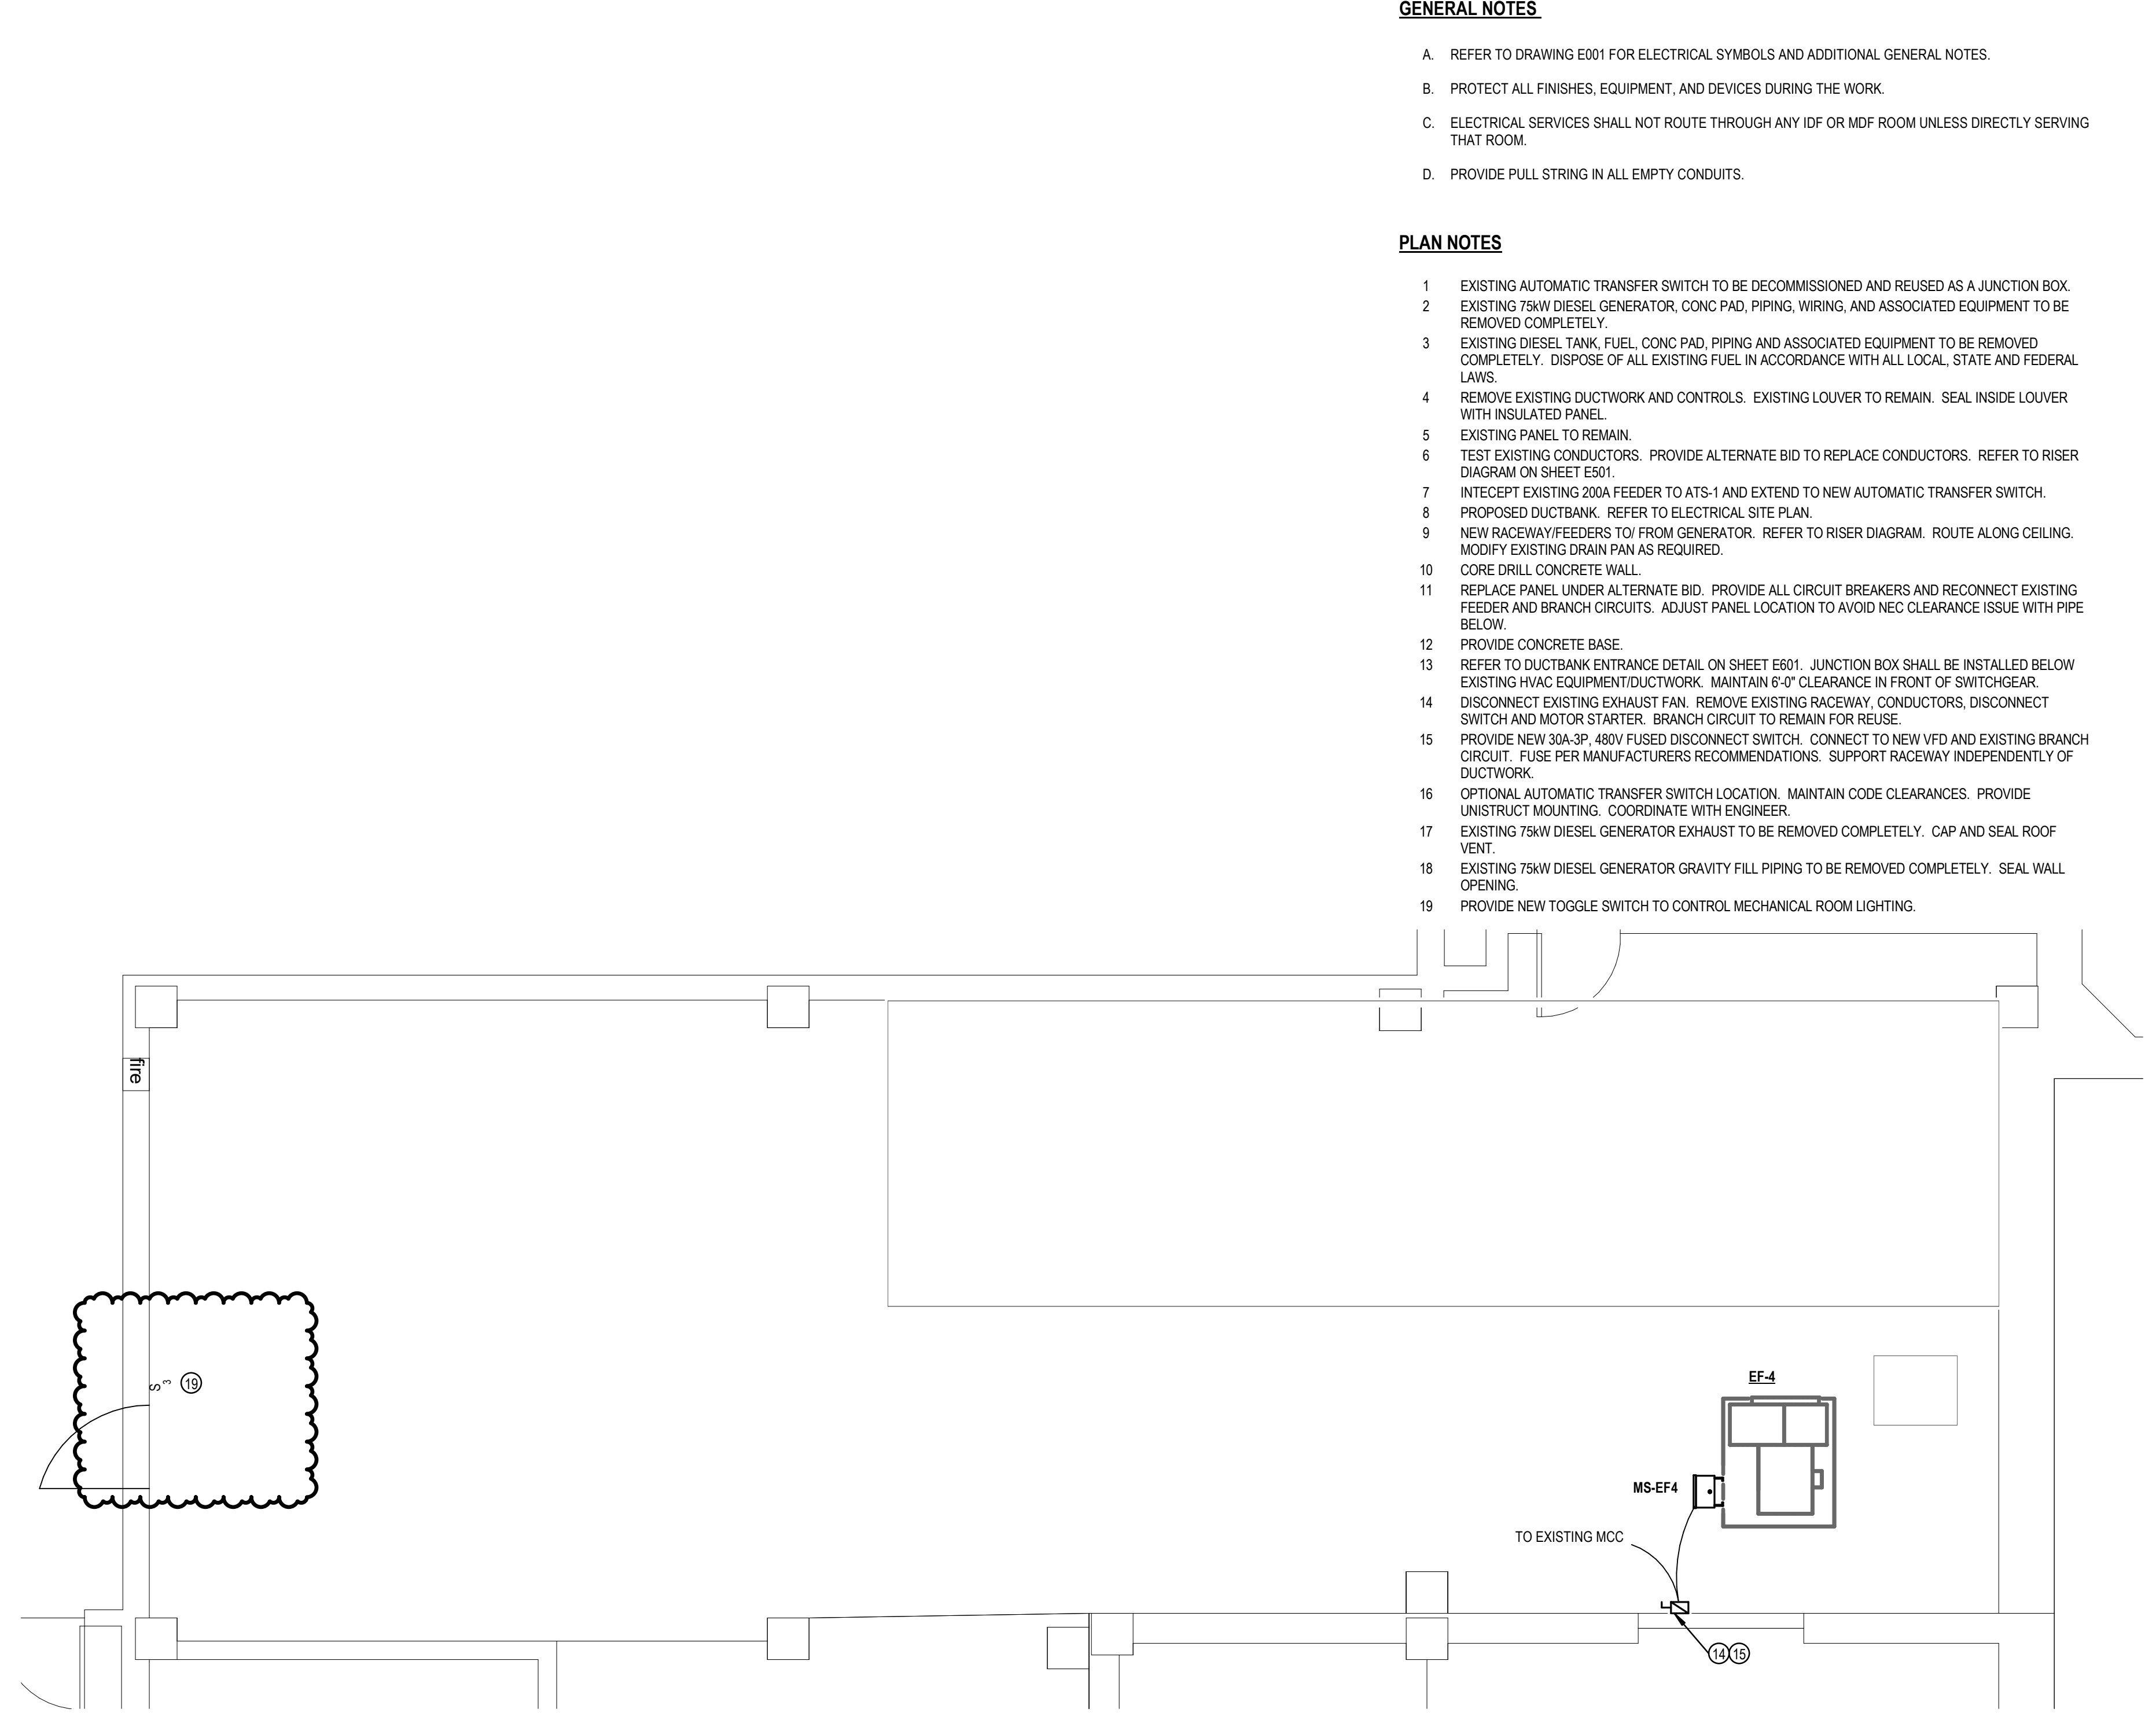 GENERAL NOTES
A. REFER TO DRAWING E001 FOR ELECTRICAL SYMBOLS AND ADDITIONAL GENERAL NOTES.
B. PROTECT ALL FINISHES, EQUIPMENT, AND DEVICES DURING THE WORK.
C. ELECTRICAL SERVICES SHALL NOT ROUTE THROUGH ANY IDF OR MDF ROOM UNLESS DIRECTLY SERVING
THAT ROOM.
D. PROVIDE PULL STRING IN ALL EMPTY CONDUITS.
PLAN NOTES
1 EXISTING AUTOMATIC TRANSFER SWITCH TO BE DECOMMISSIONED AND REUSED AS A JUNCTION BOX.
2 EXISTING 75kW DIESEL GENERATOR, CONC PAD, PIPING, WIRING, AND ASSOCIATED EQUIPMENT TO BE
REMOVED COMPLETELY.
3 EXISTING DIESEL TANK, FUEL, CONC PAD, PIPING AND ASSOCIATED EQUIPMENT TO BE REMOVED
COMPLETELY. DISPOSE OF ALL EXISTING FUEL IN ACCORDANCE WITH ALL LOCAL, STATE AND FEDERAL
LAWS.
4 REMOVE EXISTING DUCTWORK AND CONTROLS. EXISTING LOUVER TO REMAIN. SEAL INSIDE LOUVER
WITH INSULATED PANEL.
5 EXISTING PANEL TO REMAIN.
6 TEST EXISTING CONDUCTORS. PROVIDE ALTERNATE BID TO REPLACE CONDUCTORS. REFER TO RISER
DIAGRAM ON SHEET E501.
7 INTECEPT EXISTING 200A FEEDER TO ATS-1 AND EXTEND TO NEW AUTOMATIC TRANSFER SWITCH.
8 PROPOSED DUCTBANK. REFER TO ELECTRICAL SITE PLAN.
9 NEW RACEWAY/FEEDERS TO/ FROM GENERATOR. REFER TO RISER DIAGRAM. ROUTE ALONG CEILING.
MODIFY EXISTING DRAIN PAN AS REQUIRED.
10 CORE DRILL CONCRETE WALL.
11 REPLACE PANEL UNDER ALTERNATE BID. PROVIDE ALL CIRCUIT BREAKERS AND RECONNECT EXISTING
FEEDER AND BRANCH CIRCUITS. ADJUST PANEL LOCATION TO AVOID NEC CLEARANCE ISSUE WITH PIPE
BELOW.
12 PROVIDE CONCRETE BASE.
13 REFER TO DUCTBANK ENTRANCE DETAIL ON SHEET E601. JUNCTION BOX SHALL BE INSTALLED BELOW
EXISTING HVAC EQUIPMENT/DUCTWORK. MAINTAIN 6'-0" CLEARANCE IN FRONT OF SWITCHGEAR.
14 DISCONNECT EXISTING EXHAUST FAN. REMOVE EXISTING RACEWAY, CONDUCTORS, DISCONNECT
SWITCH AND MOTOR STARTER. BRANCH CIRCUIT TO REMAIN FOR REUSE.
15 PROVIDE NEW 30A-3P, 480V FUSED DISCONNECT SWITCH. CONNECT TO NEW VFD AND EXISTING BRANCH
CIRCUIT. FUSE PER MANUFACTURERS RECOMMENDATIONS. SUPPORT RACEWAY INDEPENDENTLY OF
DUCTWORK.
16 OPTIONAL AUTOMATIC TRANSFER SWITCH LOCATION. MAINTAIN CODE CLEARANCES. PROVIDE
UNISTRUCT MOUNTING. COORDINATE WITH ENGINEER.
17 EXISTING 75kW DIESEL GENERATOR EXHAUST TO BE REMOVED COMPLETELY. CAP AND SEAL ROOF
VENT.
18 EXISTING 75kW DIESEL GENERATOR GRAVITY FILL PIPING TO BE REMOVED COMPLETELY. SEAL WALL
OPENING.
19 PROVIDE NEW TOGGLE SWITCH TO CONTROL MECHANICAL ROOM LIGHTING.
fire
S 3 19
EF-4
MS-EF4
TO EXISTING MCC
14 15